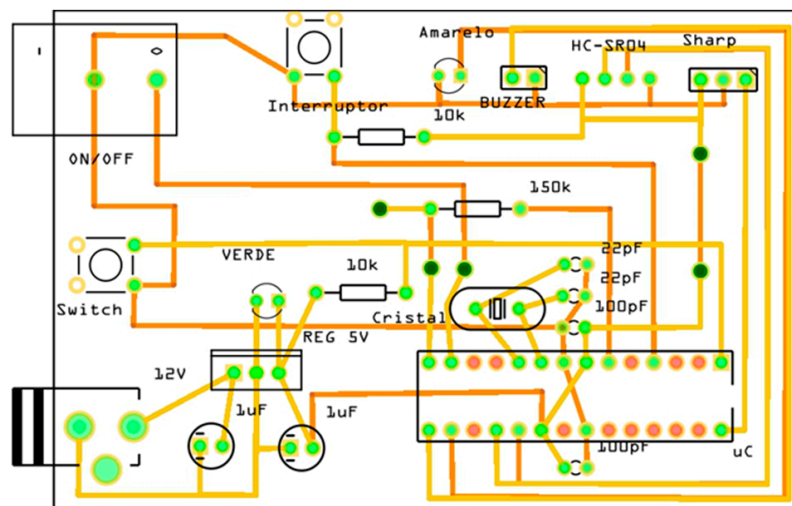 Amarelo
HC-SR04
Sharp
Interruptor
BUZZER
10k
ON/OFF
150k
VERDE
22pF
22pF
10k
100pF
Switch
Cristal
REG 5V
12V
1uF
1uF
100pF
uC